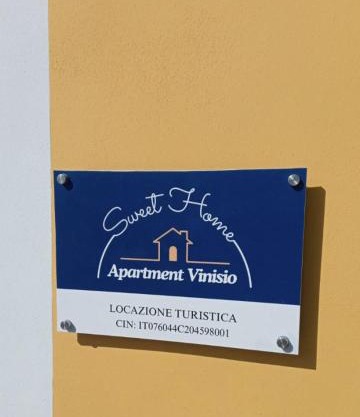 Sweet Home
Apartment Vinisio
LOCAZIONE TURISTICA
CIN: IT076044C204598001